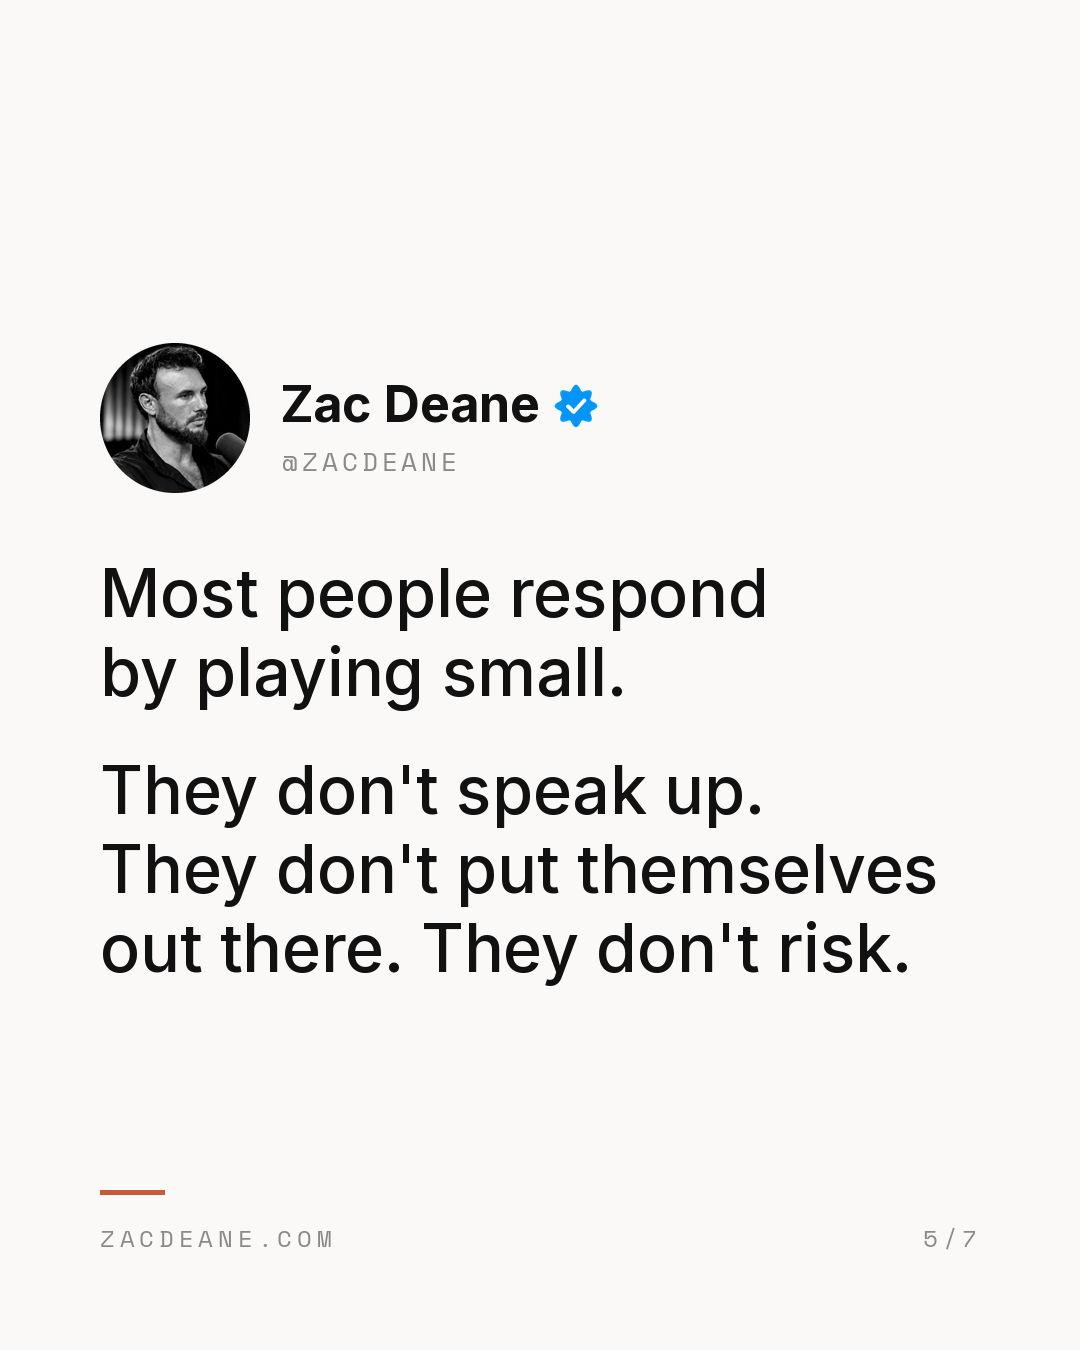 Zac Deane
@ZACDEANE
Most people respond
by playing small.
They don't speak up.
They don't put themselves
out there. They don't risk.
ZACDEANE.COM
5/7